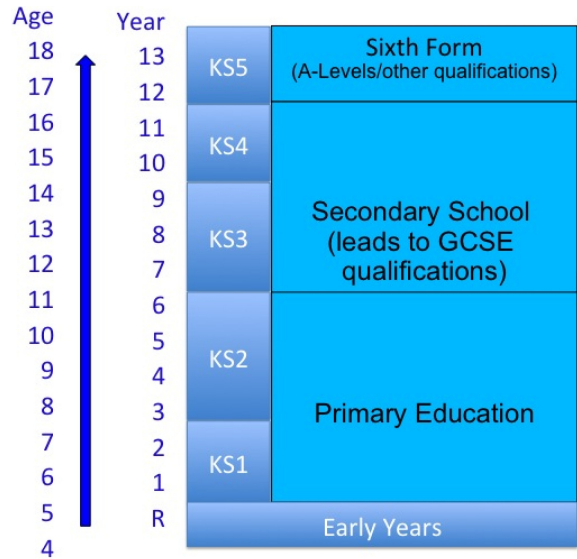 Age
18
17
16
15
14
13
12
11
10
9
8
7
6
5
4
Year
13
12
11
10
9
8
7
6
5
4
3
2
1
R
KS5
KS4
KS3
KS2
KS1
Sixth Form
(A-Levels/other qualifications)
Secondary School
(leads to GCSE
qualifications)
Primary Education
Early Years